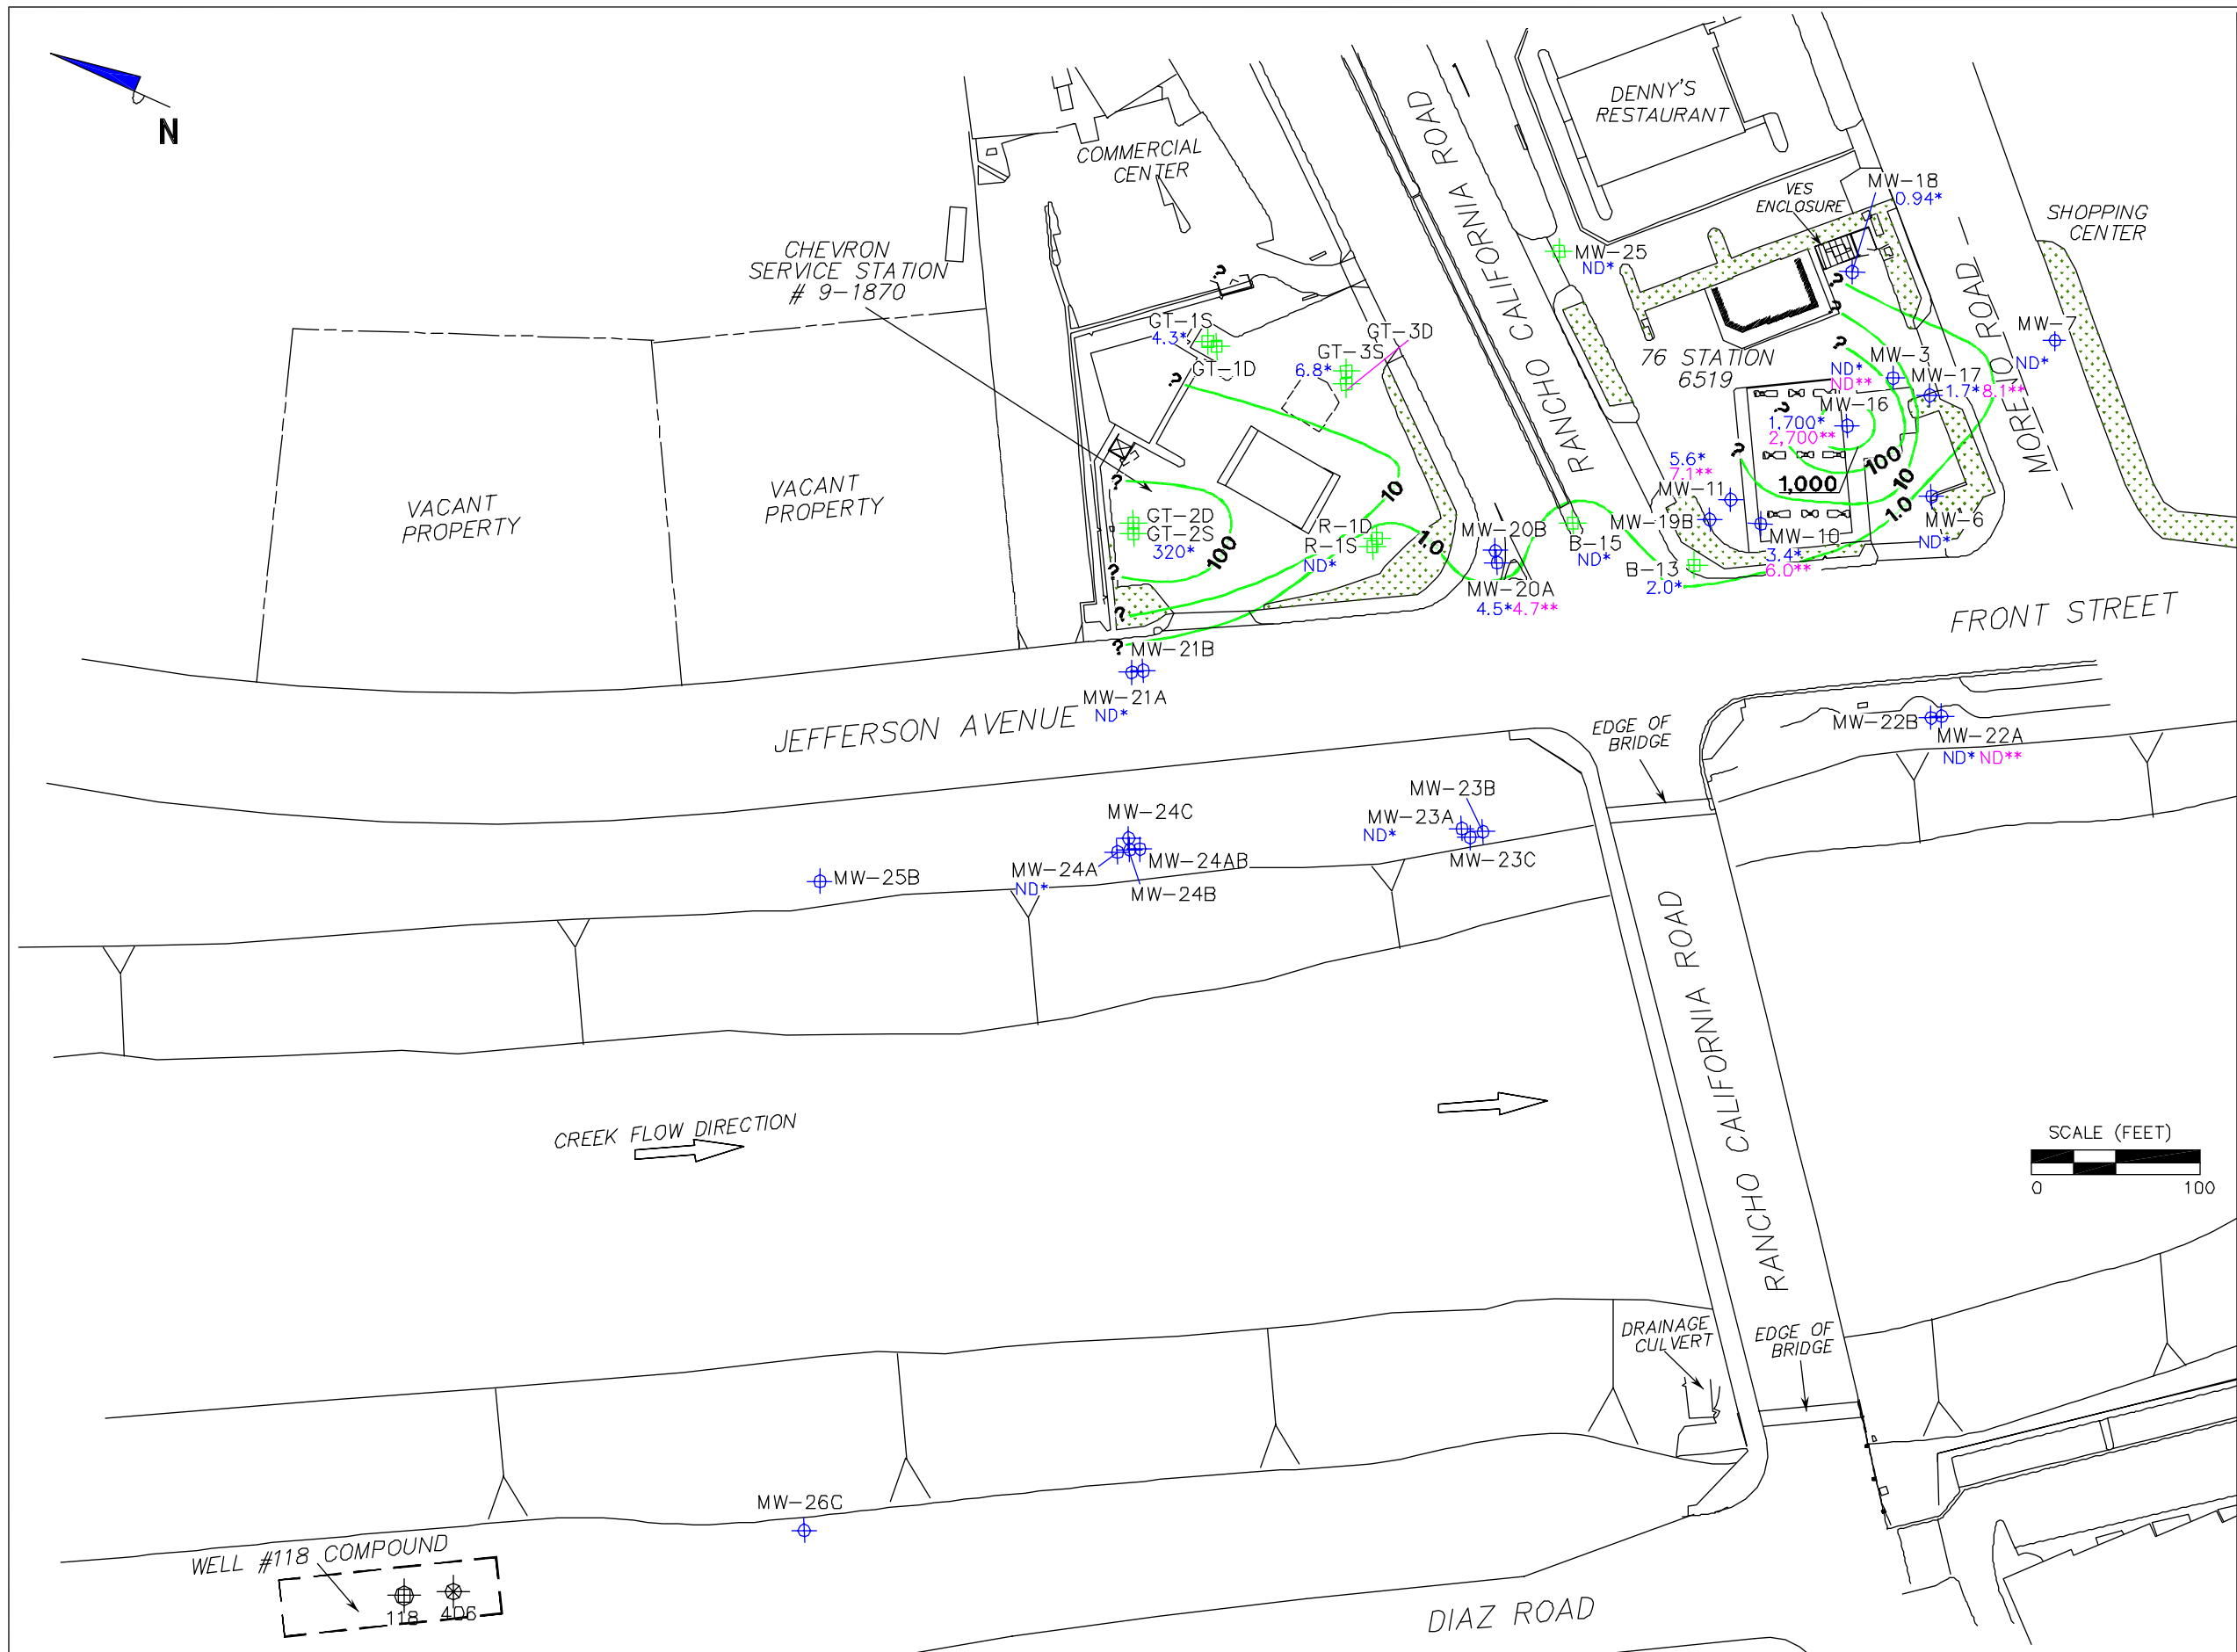 N
COMMERCIAL
CENTER
RANCHO CALIFORNIA ROAD
DENNY'S
RESTAURANT
VES
ENCLOSURE
MW-18
0.94*
SHOPPING
CENTER
CHEVRON
SERVICE STATION
# 9-1870
MW-25
ND*
?
GT-1S
4.3*
GT-1D
?
GT-3S
6.8*
GT-3D
76 STATION
6519
?
?
?
MORENO ROAD
MW-7
ND*
MW-3
ND*
ND**
MW-17
1.7* 8.1**
?
MW-16
1,700*
2,700**
?
100
1,000
10
1.0
5.6*
7.1**
MW-11
MW-19B
MW-10
3.4*
6.0**
MW-6
ND*
VACANT
PROPERTY
VACANT
PROPERTY
?
GT-2D
GT-2S
320*
100
10
R-1D
R-1S
ND*
1.0
MW-20B
MW-20A
4.5* 4.7**
B-15
ND*
B-13
2.0*
?
?
?
FRONT STREET
MW-21B
MW-21A
ND*
JEFFERSON AVENUE
EDGE OF
BRIDGE
MW-22B
MW-22A
ND* ND**
MW-24C
MW-23B
MW-23A
ND*
MW-23C
MW-24A
ND*
MW-24AB
MW-24B
MW-25B
RANCHO CALIFORNIA ROAD
CREEK FLOW DIRECTION
SCALE (FEET)
0 100
DRAINAGE
CULVERT
EDGE OF
BRIDGE
MW-26C
WELL #118 COMPOUND
118 406
DIAZ ROAD